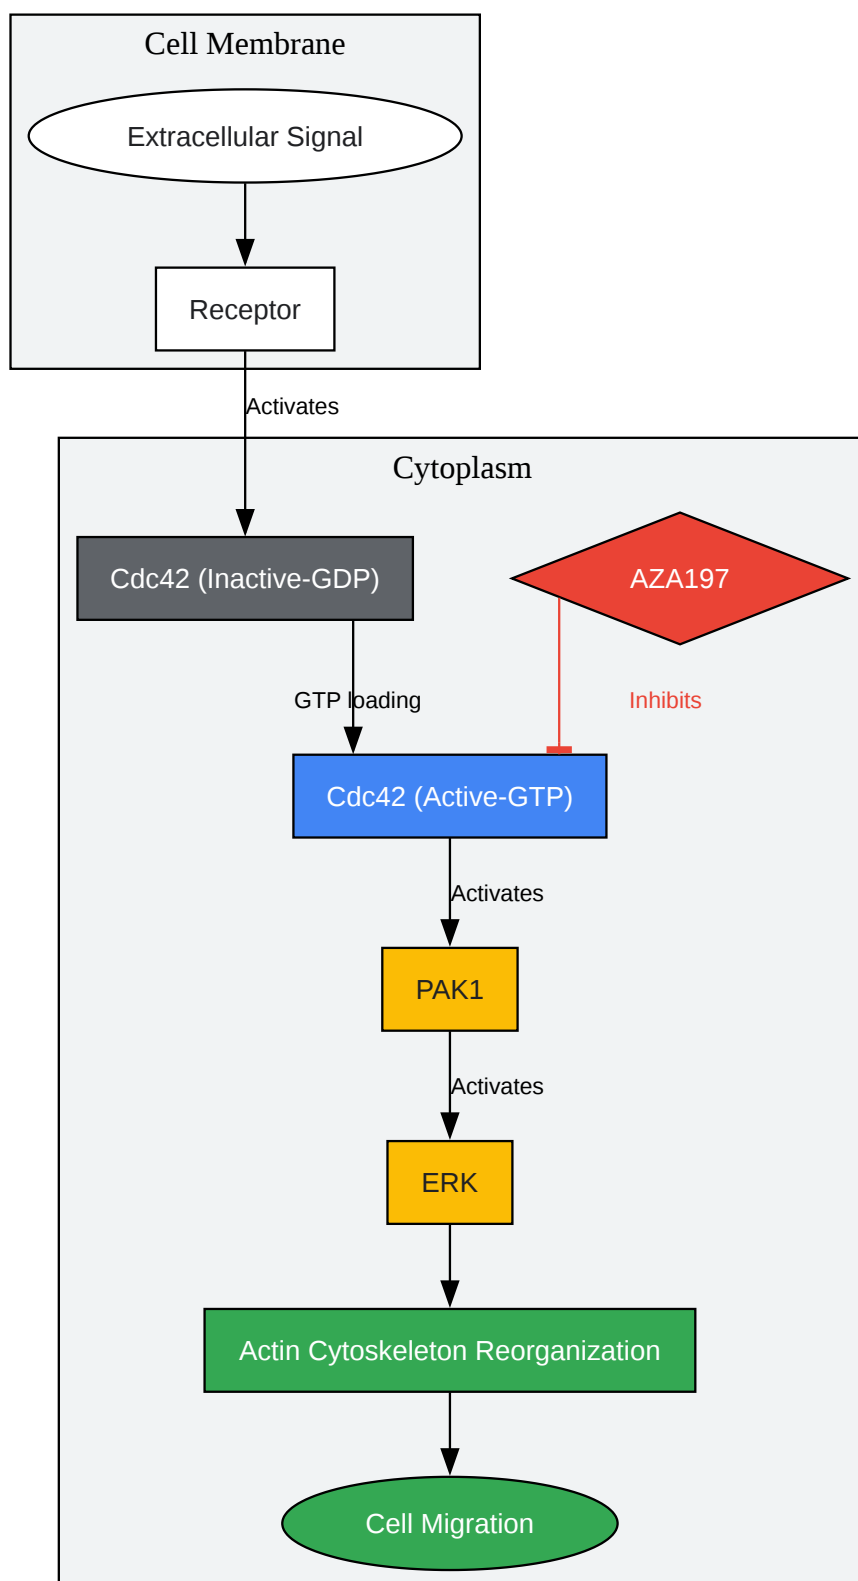 Cell Membrane
Extracellular Signal
Receptor
Activates
Cytoplasm
Cdc42 (Inactive-GDP)
AZA197
GTP loading
Inhibits
Cdc42 (Active-GTP)
Activates
PAK1
Activates
ERK
Actin Cytoskeleton Reorganization
Cell Migration